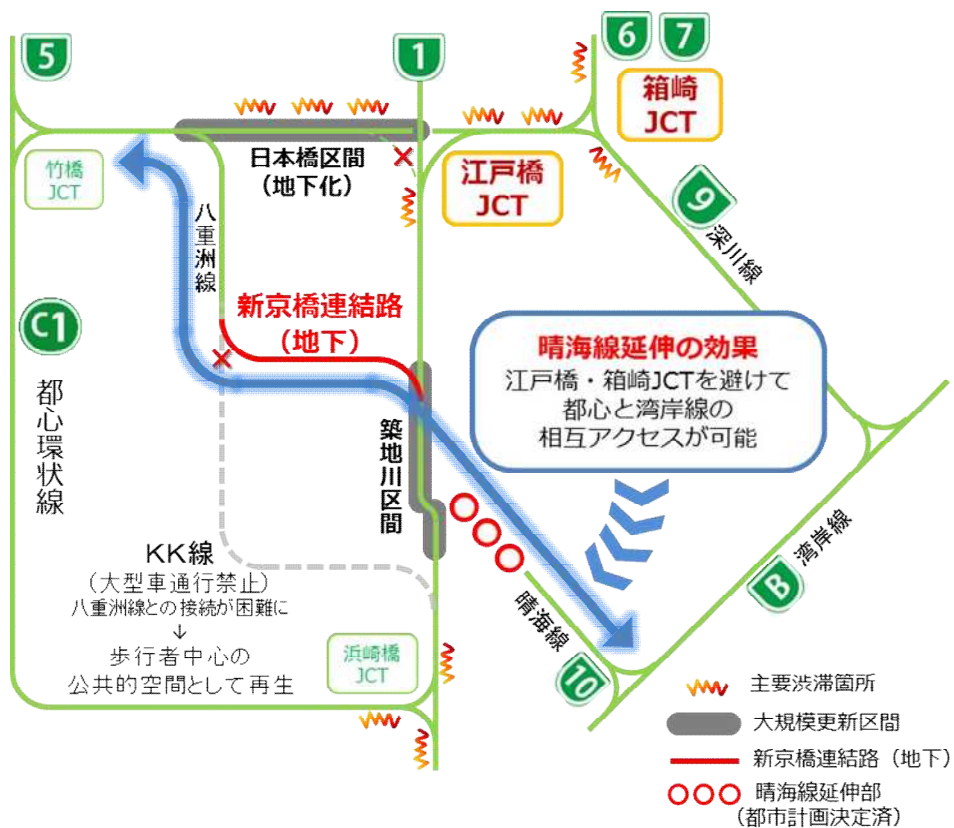 5
1
6
7
箱崎
JCT
竹橋
JCT
日本橋区間
(地下化)
江戸橋
JCT
9
深川線
八重洲線
新京橋連結路
(地下)
C1
都心環状線
晴海線延伸の効果
江戸橋・箱崎JCTを避けて
都心と湾岸線の
相互アクセスが可能
築地川区間
湾岸線
B
KK線
(大型車通行禁止)
八重洲線との接続が困難に
↓
歩行者中心の
公共的空間として再生
浜崎橋
JCT
晴海線
10
主要渋滞箇所
大規模更新区間
新京橋連結路(地下)
晴海線延伸部
(都市計画決定済)